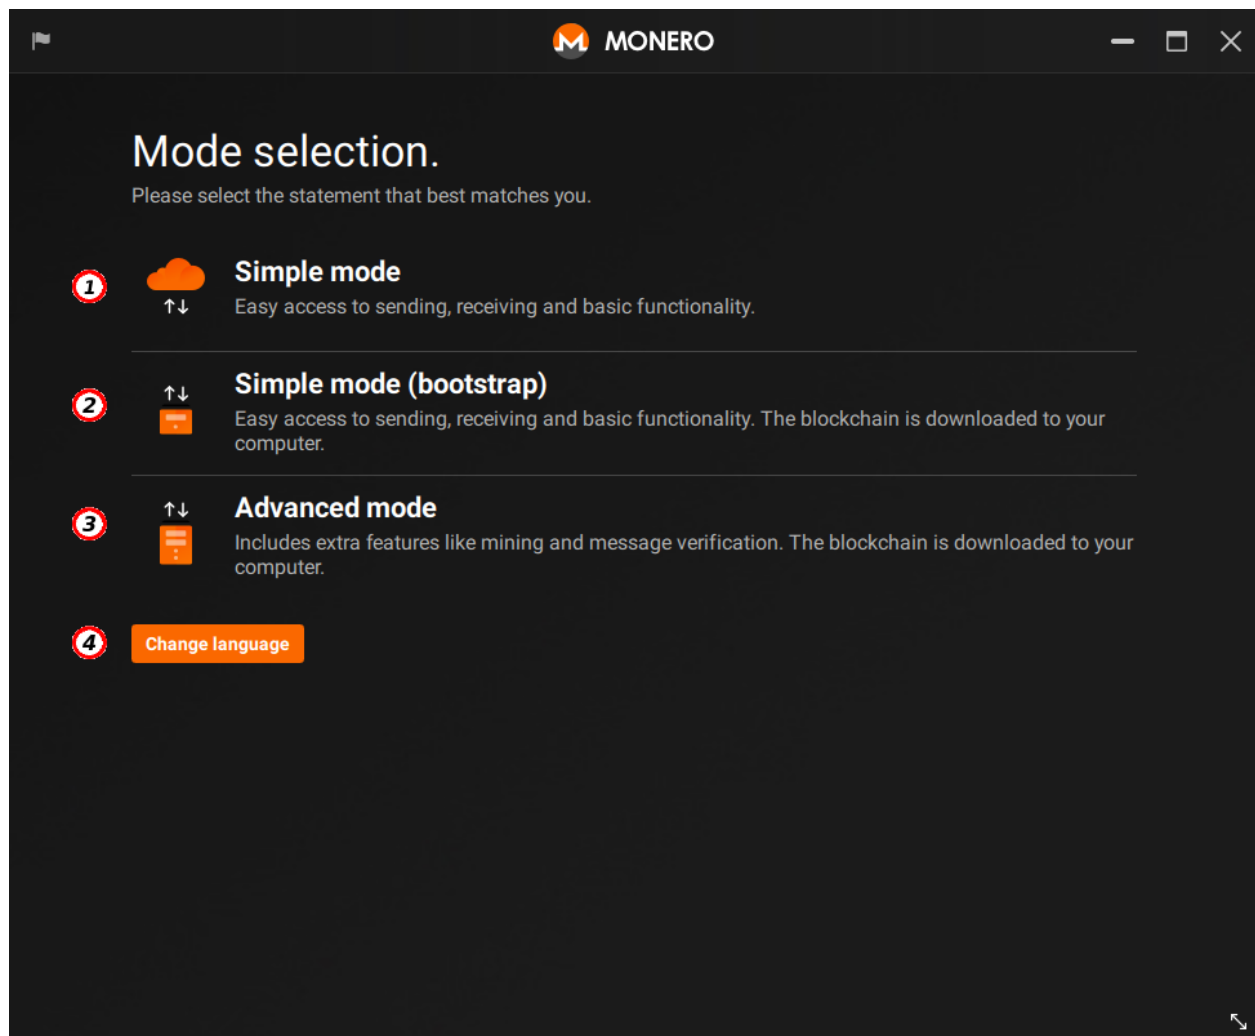 MONERO
Mode selection.
Please select the statement that best matches you.
1
Simple mode
Easy access to sending, receiving and basic functionality.
2
Simple mode (bootstrap)
Easy access to sending, receiving and basic functionality. The blockchain is downloaded to your
computer.
3
Advanced mode
Includes extra features like mining and message verification. The blockchain is downloaded to your
computer.
4
Change language